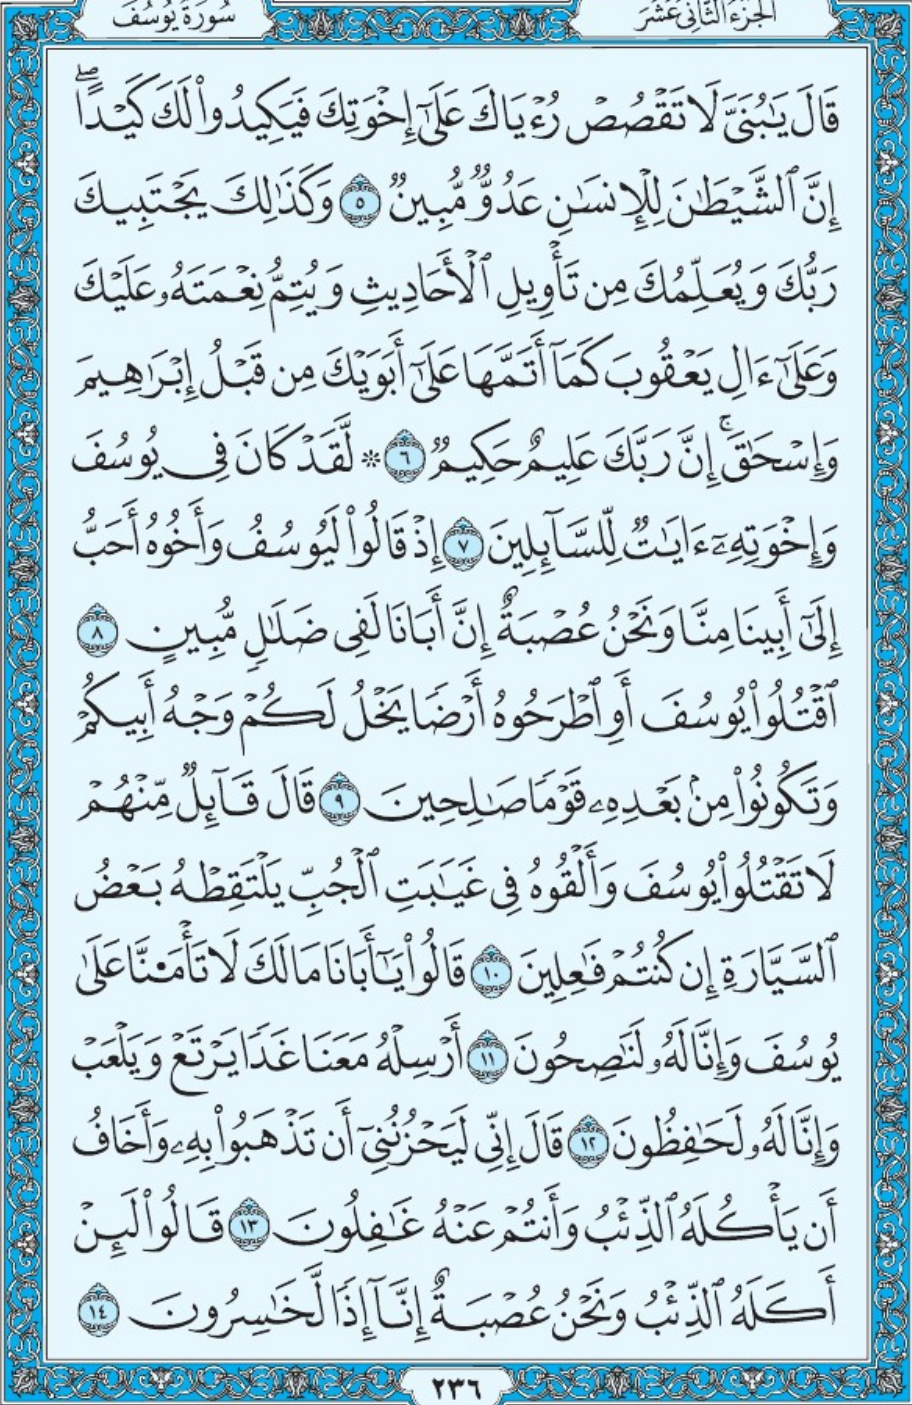 الجزء الثاني عشر
سورة يوسف
قَالَ يَٰبُنَيَّ لَا تَقْصُصْ رُءْيَاكَ عَلَىٰٓ إِخْوَتِكَ فَيَكِيدُوا۟ لَكَ كَيْدًاۖ
إِنَّ ٱلشَّيْطَٰنَ لِلْإِنسَٰنِ عَدُوٌّ مُّبِينٌ ٥ وَكَذَٰلِكَ يَجْتَبِيكَ
رَبُّكَ وَيُعَلِّمُكَ مِن تَأْوِيلِ ٱلْأَحَادِيثِ وَيُتِمُّ نِعْمَتَهُۥ عَلَيْكَ
وَعَلَىٰٓ ءَالِ يَعْقُوبَ كَمَآ أَتَمَّهَا عَلَىٰٓ أَبَوَيْكَ مِن قَبْلُ إِبْرَٰهِيمَ
وَإِسْحَٰقَۚ إِنَّ رَبَّكَ عَلِيمٌ حَكِيمٌ ٦ * لَّقَدْ كَانَ فِي يُوسُفَ
وَإِخْوَتِهِۦٓ ءَايَٰتٌ لِّلسَّآئِلِينَ ٧ إِذْ قَالُوا۟ لَيُوسُفُ وَأَخُوهُ أَحَبُّ
إِلَىٰٓ أَبِينَا مِنَّا وَنَحْنُ عُصْبَةٌ إِنَّ أَبَانَا لَفِي ضَلَٰلٍ مُّبِينٍ ٨
ٱقْتُلُوا۟ يُوسُفَ أَوِ ٱطْرَحُوهُ أَرْضًا يَخْلُ لَكُمْ وَجْهُ أَبِيكُمْ
وَتَكُونُوا۟ مِنۢ بَعْدِهِۦ قَوْمًا صَٰلِحِينَ ٩ قَالَ قَآئِلٌ مِّنْهُمْ
لَا تَقْتُلُوا۟ يُوسُفَ وَأَلْقُوهُ فِي غَيَٰبَتِ ٱلْجُبِّ يَلْتَقِطْهُ بَعْضُ
ٱلسَّيَّارَةِ إِن كُنتُمْ فَٰعِلِينَ ١٠ قَالُوا۟ يَٰٓأَبَانَا مَا لَكَ لَا تَأْمَ۫نَّا عَلَىٰ
يُوسُفَ وَإِنَّا لَهُۥ لَنَٰصِحُونَ ١١ أَرْسِلْهُ مَعَنَا غَدًا يَرْتَعْ وَيَلْعَبْ
وَإِنَّا لَهُۥ لَحَٰفِظُونَ ١٢ قَالَ إِنِّي لَيَحْزُنُنِيٓ أَن تَذْهَبُوا۟ بِهِۦ وَأَخَافُ
أَن يَأْكُلَهُ ٱلذِّئْبُ وَأَنتُمْ عَنْهُ غَٰفِلُونَ ١٣ قَالُوا۟ لَئِنْ
أَكَلَهُ ٱلذِّئْبُ وَنَحْنُ عُصْبَةٌ إِنَّآ إِذًا لَّخَٰسِرُونَ ١٤
٢٣٦